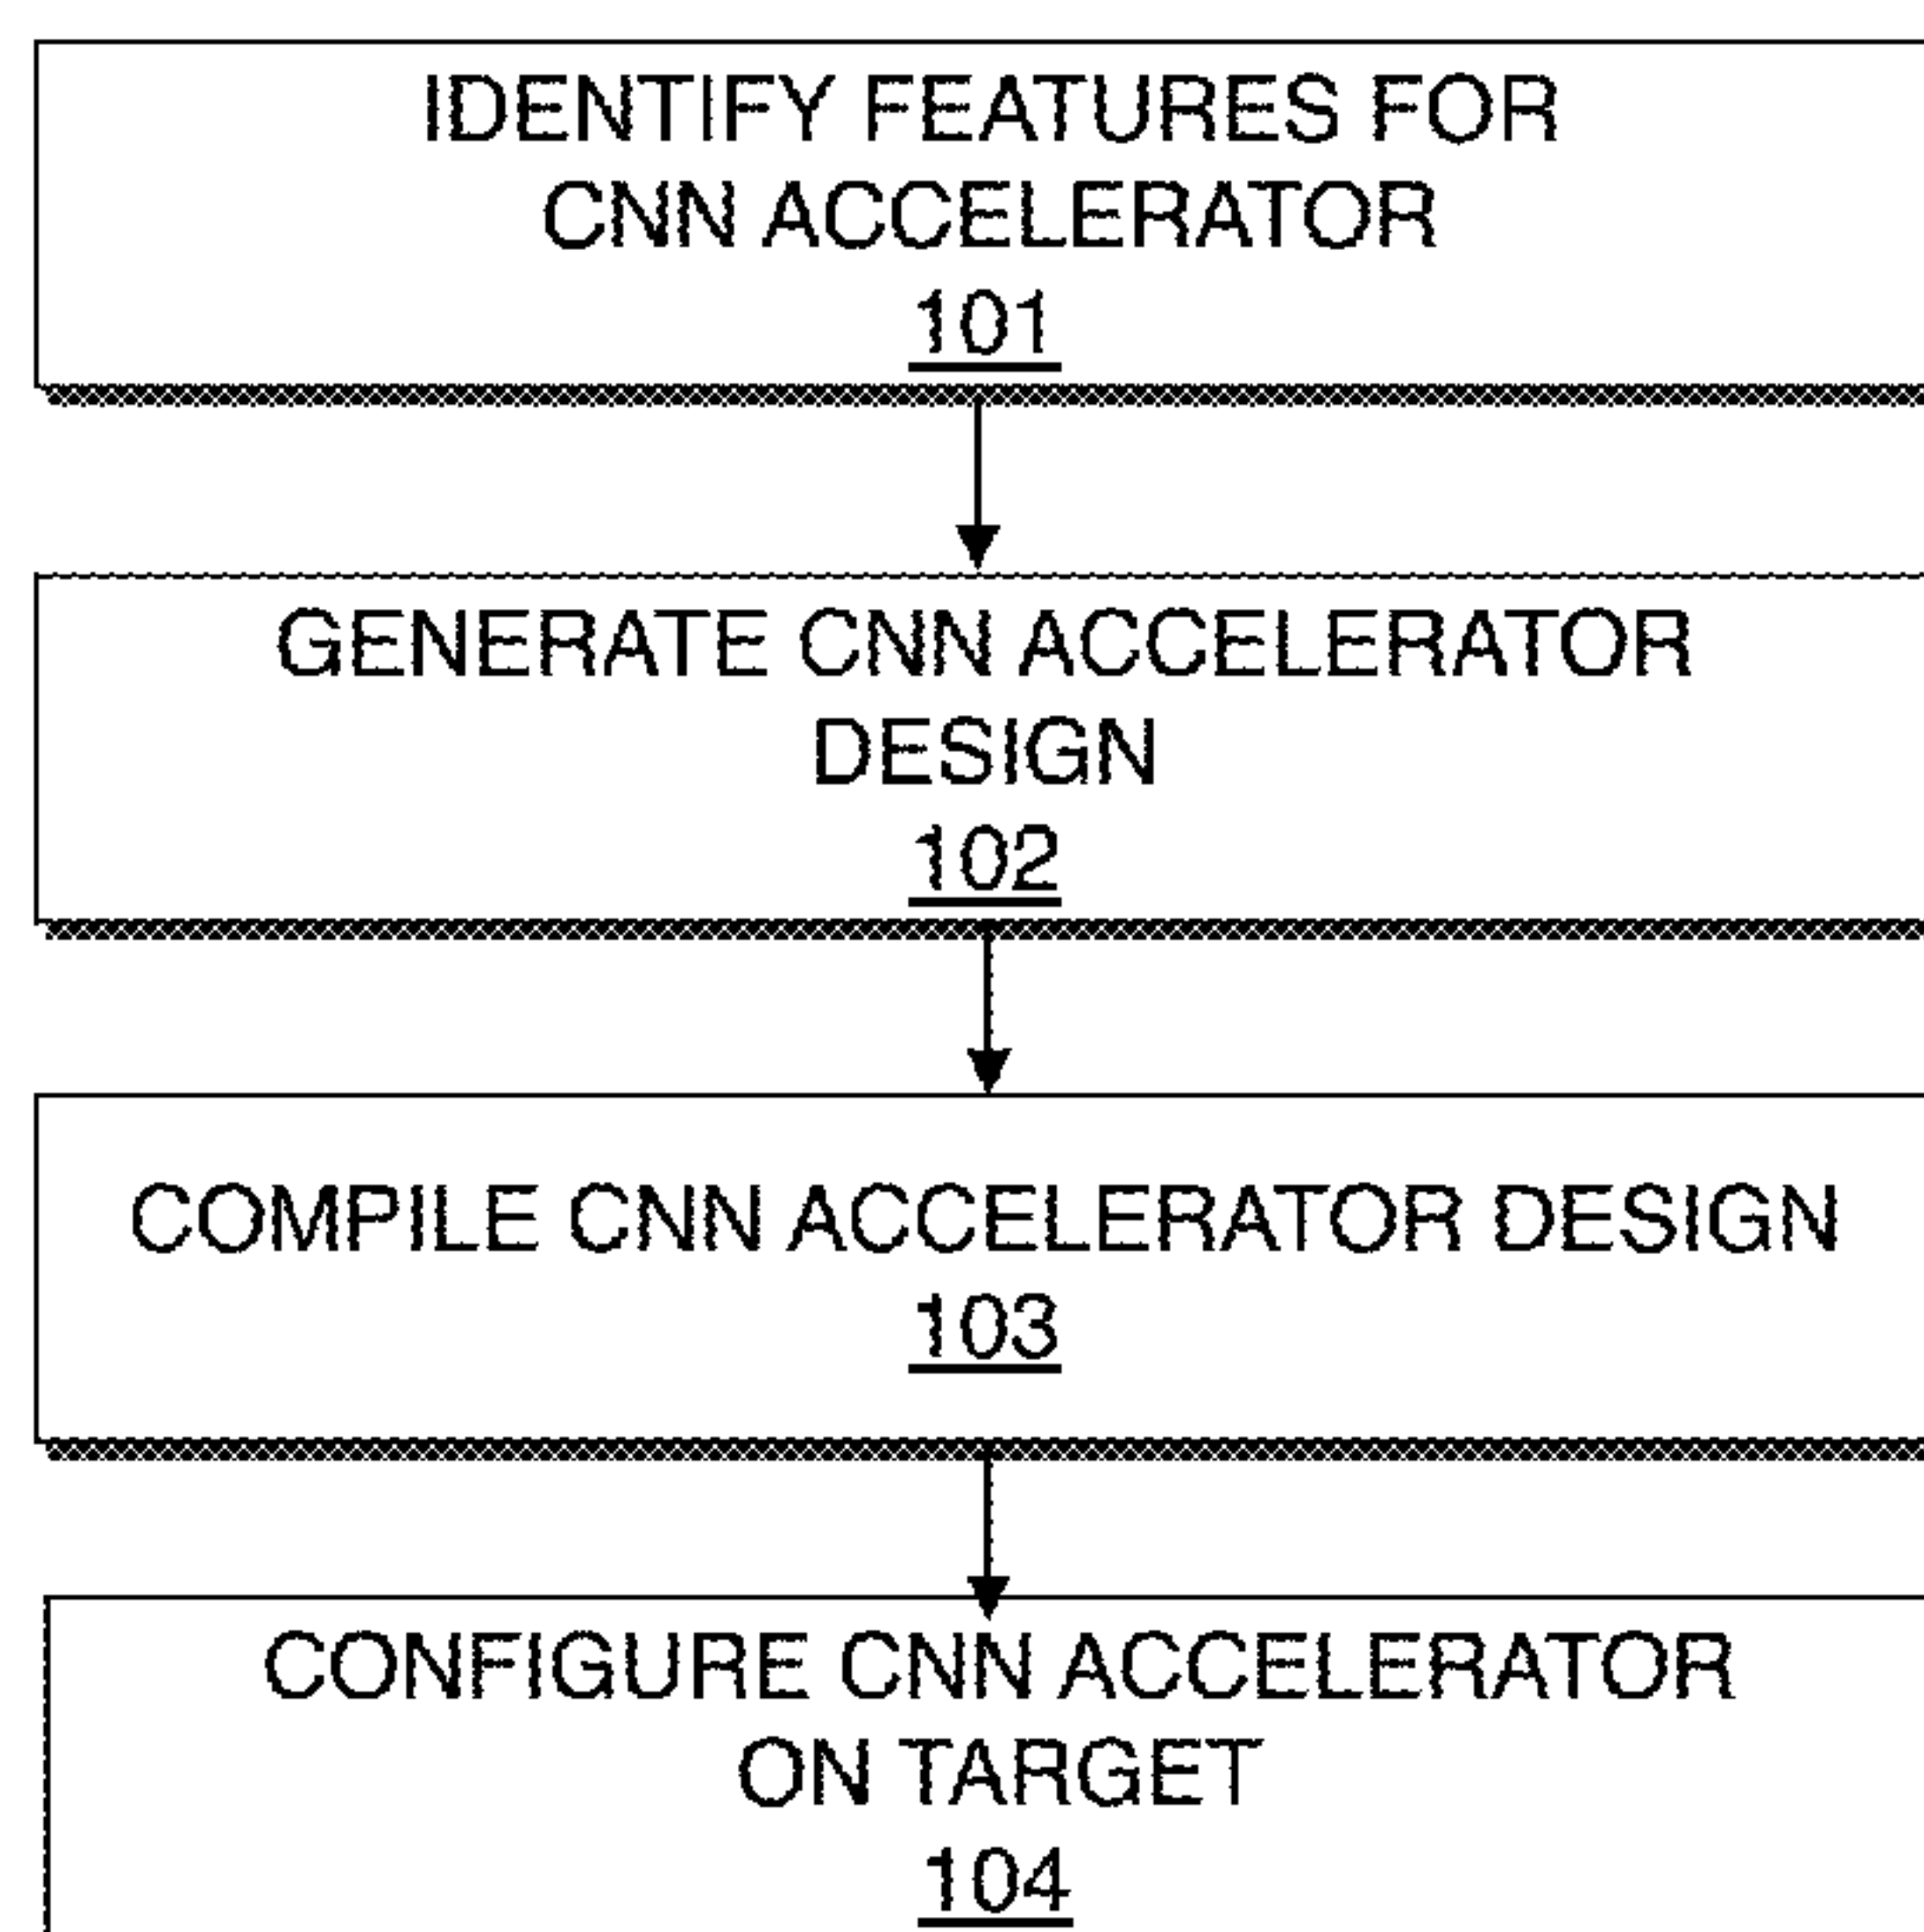 IDENTIFY FEATURES FOR
CNN ACCELERATOR
101
GENERATE CNN ACCELERATOR
DESIGN
102
COMPILE CNN ACCELERATOR DESIGN
103
CONFIGURE CNN ACCELERATOR
ON TARGET
104